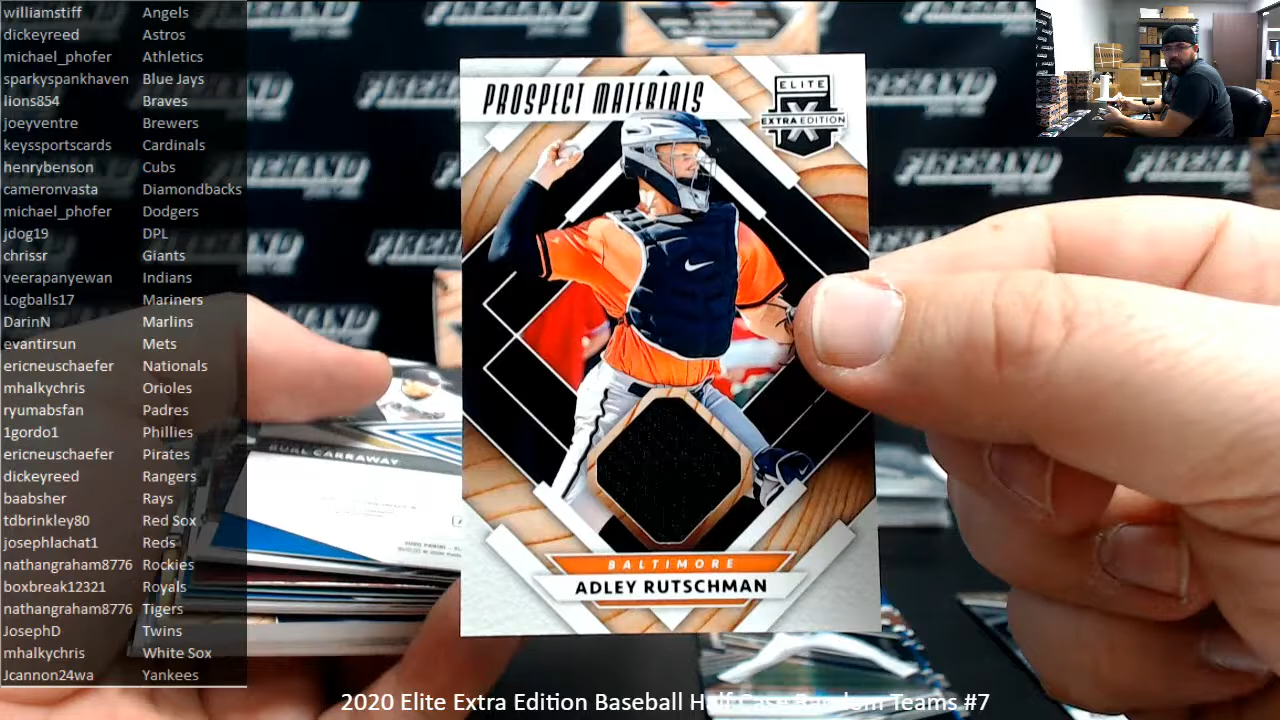 williamstiff Angels
dickeyreed Astros
michael_phofer Athletics
sparkyspankhaven Blue Jays
lions854 Braves
joeyventre Brewers
keyssportscards Cardinals
henrybenson Cubs
cameronvasta Diamondbacks
michael_phofer Dodgers
jdog19 DPL
chrissr Giants
veerapanyewan Indians
Logballs17 Mariners
DarinN Marlins
evantirsun Mets
ericneuschaefer Nationals
mhalkychris Orioles
ryumabsfan Padres
1gordo1 Phillies
ericneuschaefer Pirates
dickeyreed Rangers
baabsher Rays
tdbrinkley80 Red Sox
josephlachat1 Reds
nathangraham8776 Rockies
boxbreak12321 Royals
nathangraham8776 Tigers
JosephD Twins
mhalkychris White Sox
Jcannon24wa Yankees
PROSPECT MATERIALS
ELITE
X
EXTRA EDITION
BALTIMORE
ADLEY RUTSCHMAN
BURL CARRAWAY
FIREHAND
FIREHAND
2020 Elite Extra Edition Baseball Half Case Random Teams #7